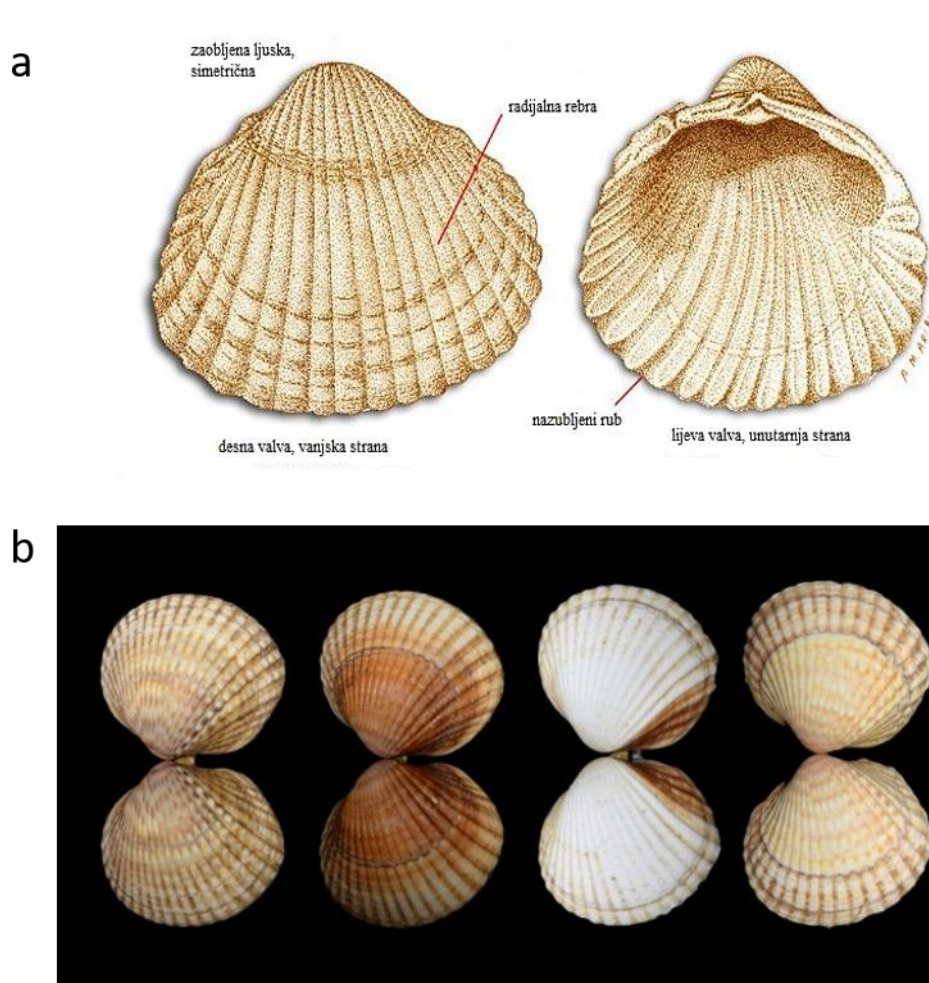 a
zaobljena ljuska,
simetrična
radijalna rebra
nazubljeni rub
desna valva, vanjska strana
lijeva valva, unutarnja strana
b